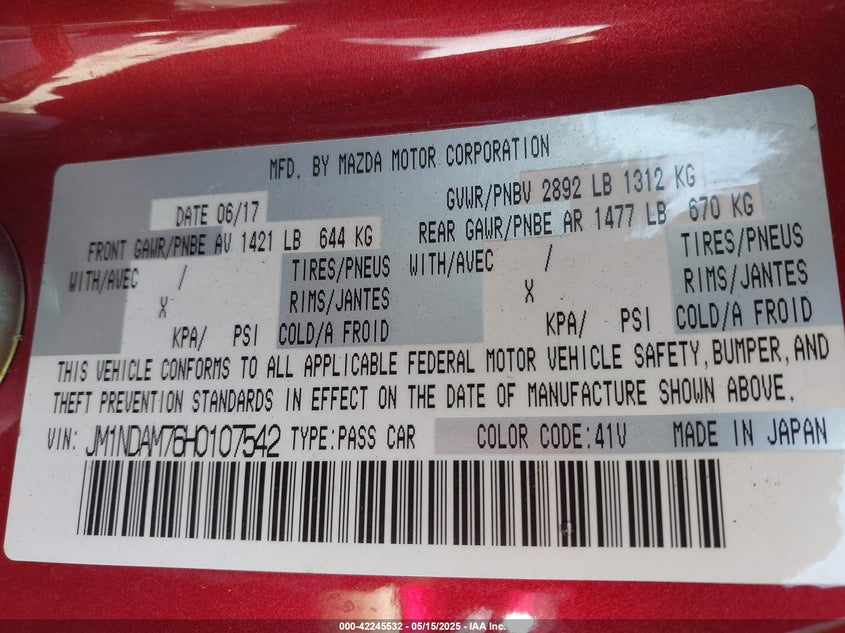 MFD. BY MAZDA MOTOR CORPORATION
DATE 06/17
GVWR/PNBV 2892 LB 1312 KG
FRONT GAWR/PNBE AV 1421 LB 644 KG
REAR GAWR/PNBE AR 1477 LB 670 KG
WITH/AVEC / TIRES/PNEUS WITH/AVEC / TIRES/PNEUS
X RIMS/JANTES X RIMS/JANTES
KPA/ PSI COLD/A FROID KPA/ PSI COLD/A FROID
THIS VEHICLE CONFORMS TO ALL APPLICABLE FEDERAL MOTOR VEHICLE SAFETY, BUMPER, AND
THEFT PREVENTION STANDARDS IN EFFECT ON THE DATE OF MANUFACTURE SHOWN ABOVE.
VIN: JM1NDAM76H0107542 TYPE:PASS CAR COLOR CODE:41V MADE IN JAPAN
000-42245532 - 05/15/2025 - IAA Inc.